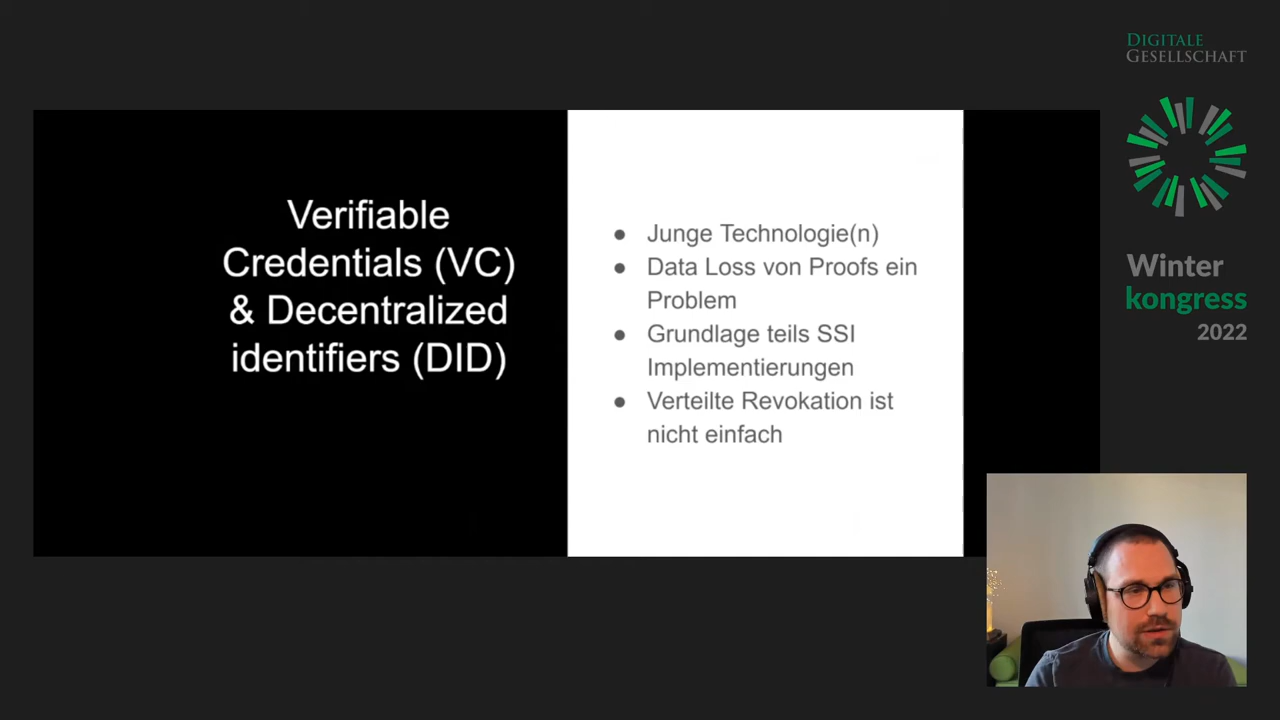 DIGITALE
GESELLSCHAFT
Verifiable
Credentials (VC)
& Decentralized
identifiers (DID)
● Junge Technologie(n)
● Data Loss von Proofs ein
Problem
● Grundlage teils SSI
Implementierungen
● Verteilte Revokation ist
nicht einfach
Winter
kongress
2022